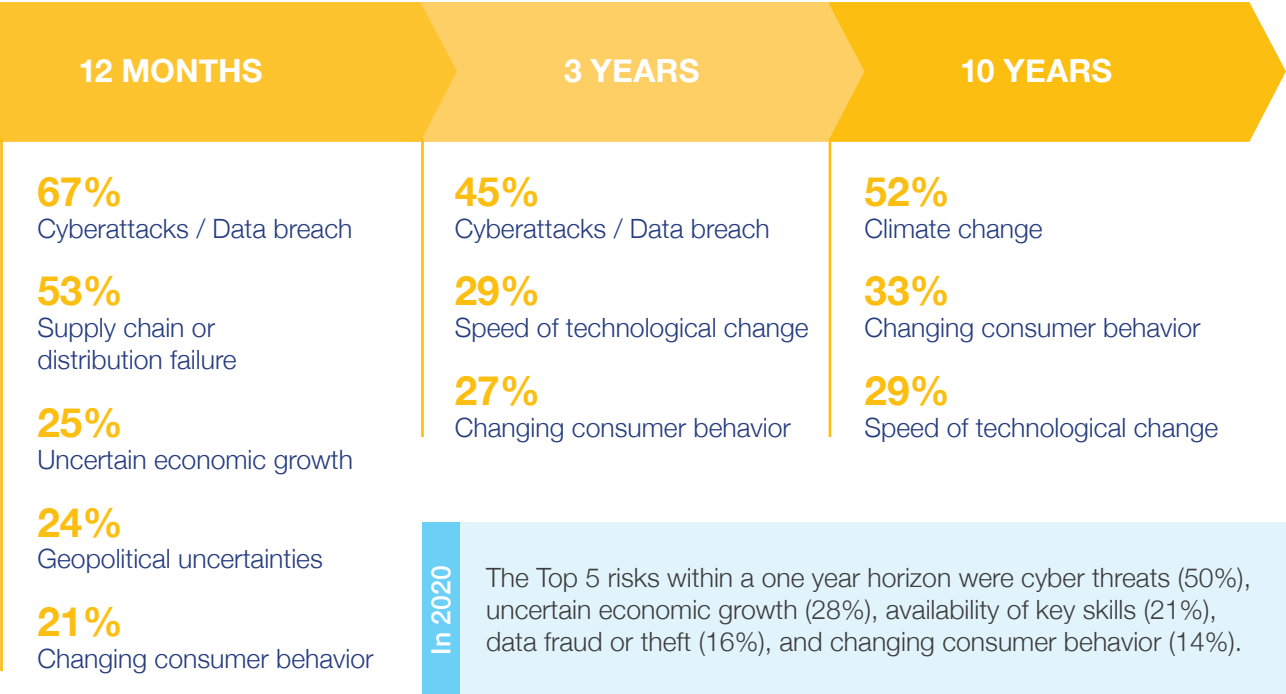 12 MONTHS
67%
Cyberattacks / Data breach
53%
Supply chain or
distribution failure
25%
Uncertain economic growth
24%
Geopolitical uncertainties
21%
Changing consumer behavior
3 YEARS
45%
Cyberattacks / Data breach
29%
Speed of technological change
27%
Changing consumer behavior
10 YEARS
52%
Climate change
33%
Changing consumer behavior
29%
Speed of technological change
In 2020
The Top 5 risks within a one year horizon were cyber threats (50%),
uncertain economic growth (28%), availability of key skills (21%),
data fraud or theft (16%), and changing consumer behavior (14%).